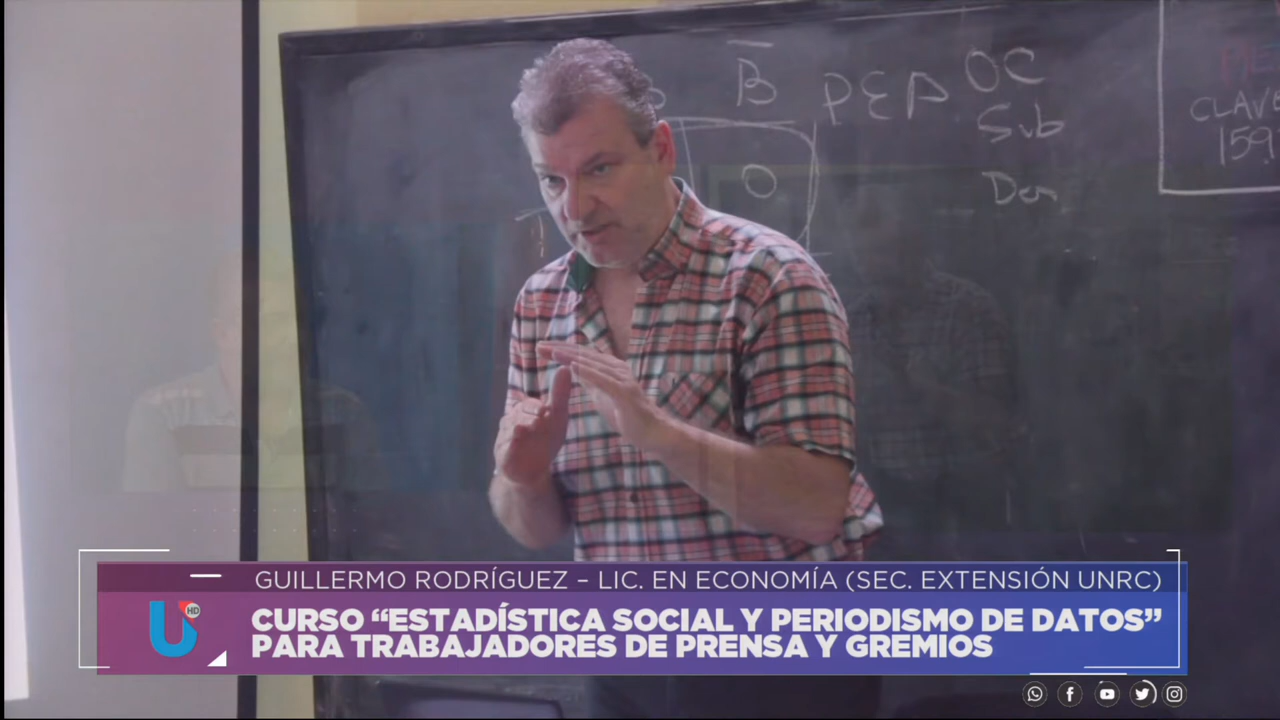 B
PEA
OC
Sub
O
CLAVE
159
GUILLERMO RODRÍGUEZ – LIC. EN ECONOMÍA (SEC. EXTENSIÓN UNRC)
U HD
CURSO “ESTADÍSTICA SOCIAL Y PERIODISMO DE DATOS”
PARA TRABAJADORES DE PRENSA Y GREMIOS